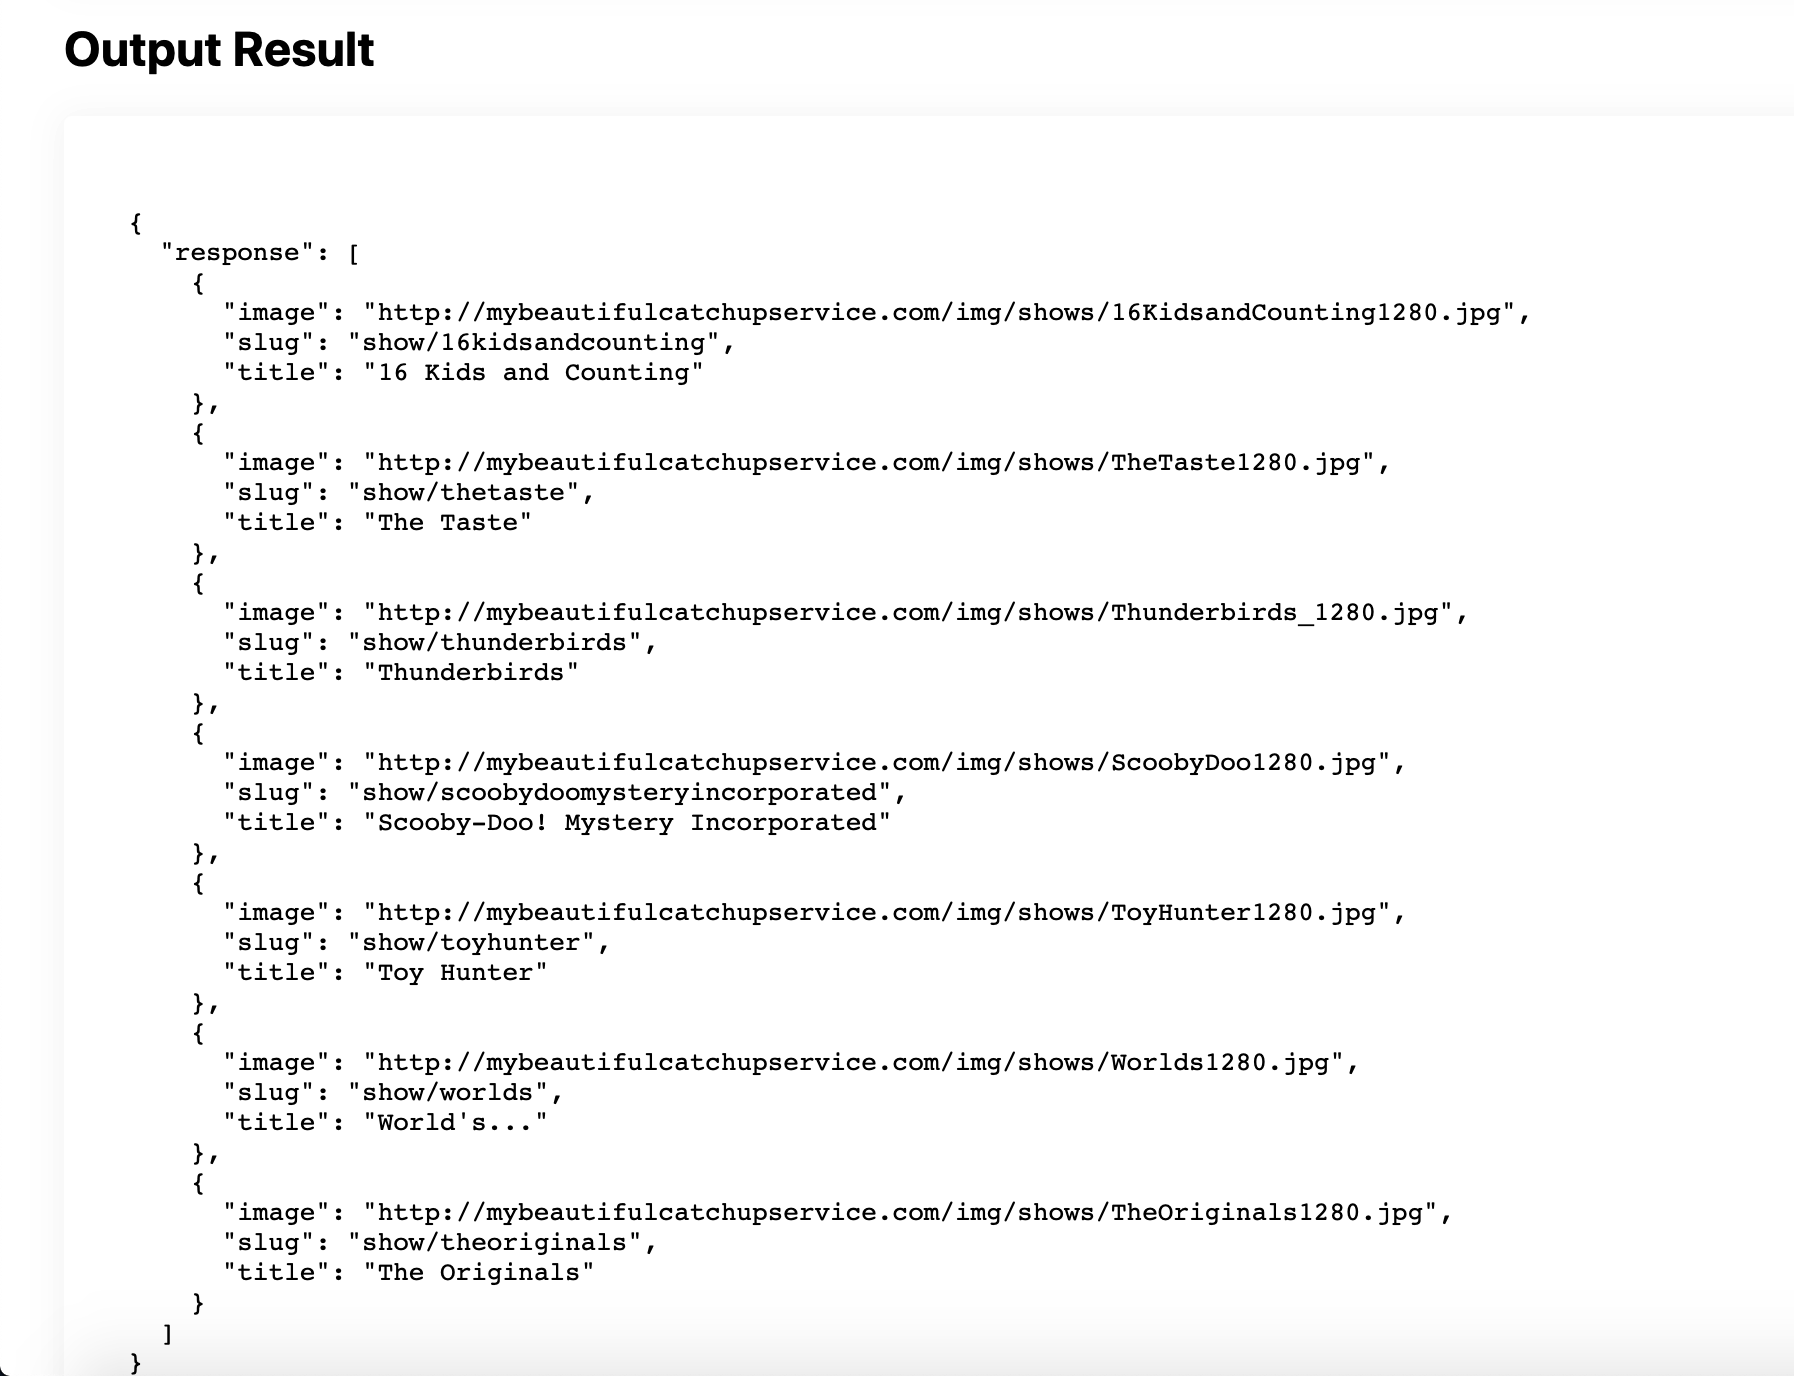 Output Result
{
  "response": [
    {
      "image": "http://mybeautifulcatchupservice.com/img/shows/16KidsandCounting1280.jpg",
      "slug": "show/16kidsandcounting",
      "title": "16 Kids and Counting"
    },
    {
      "image": "http://mybeautifulcatchupservice.com/img/shows/TheTaste1280.jpg",
      "slug": "show/thetaste",
      "title": "The Taste"
    },
    {
      "image": "http://mybeautifulcatchupservice.com/img/shows/Thunderbirds_1280.jpg",
      "slug": "show/thunderbirds",
      "title": "Thunderbirds"
    },
    {
      "image": "http://mybeautifulcatchupservice.com/img/shows/ScoobyDoo1280.jpg",
      "slug": "show/scoobydoomysteryincorporated",
      "title": "Scooby-Doo! Mystery Incorporated"
    },
    {
      "image": "http://mybeautifulcatchupservice.com/img/shows/ToyHunter1280.jpg",
      "slug": "show/toyhunter",
      "title": "Toy Hunter"
    },
    {
      "image": "http://mybeautifulcatchupservice.com/img/shows/Worlds1280.jpg",
      "slug": "show/worlds",
      "title": "World's..."
    },
    {
      "image": "http://mybeautifulcatchupservice.com/img/shows/TheOriginals1280.jpg",
      "slug": "show/theoriginals",
      "title": "The Originals"
    }
  ]
}